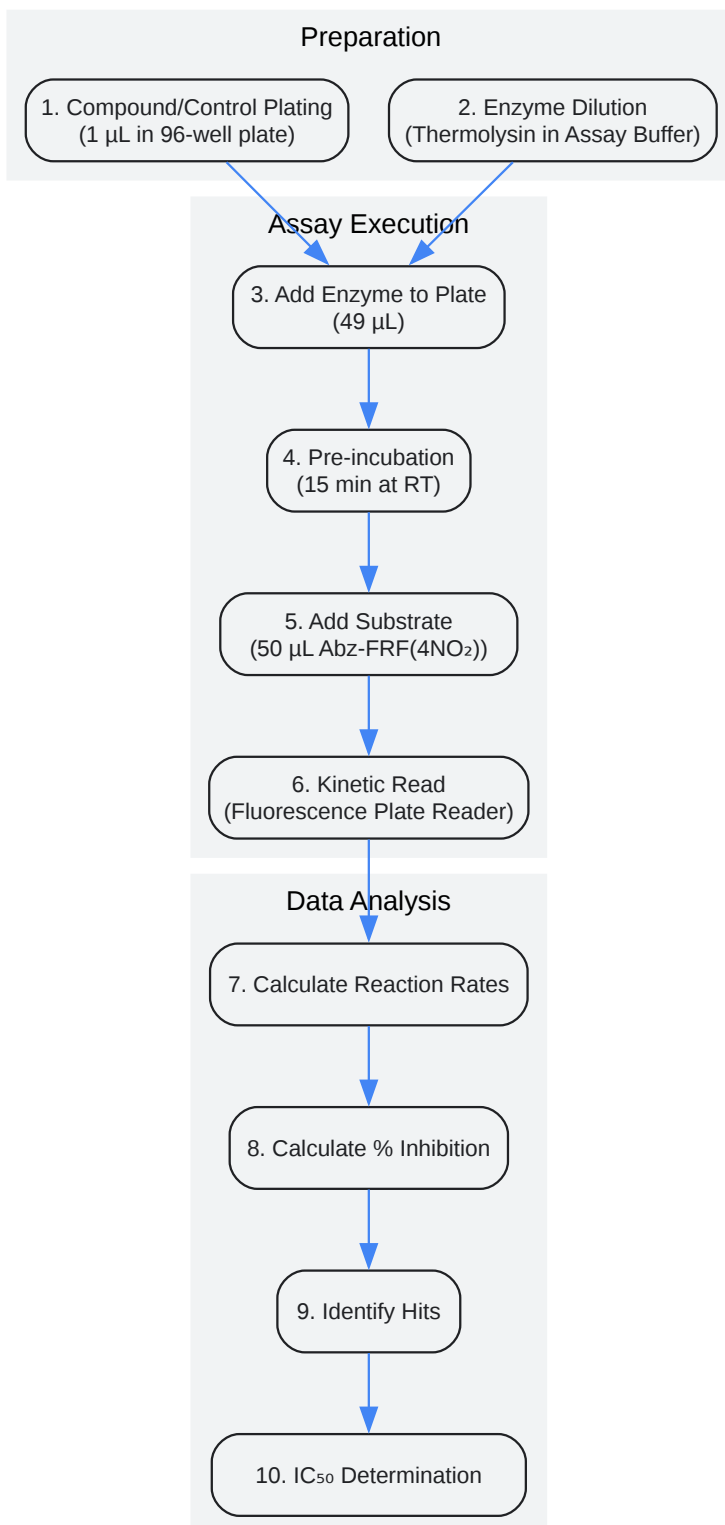 Preparation
1. Compound/Control Plating
(1 µL in 96-well plate)
2. Enzyme Dilution
(Thermolysin in Assay Buffer)
Assay Execution
3. Add Enzyme to Plate
(49 µL)
4. Pre-incubation
(15 min at RT)
5. Add Substrate
(50 µL Abz-FRF(4NO₂))
6. Kinetic Read
(Fluorescence Plate Reader)
Data Analysis
7. Calculate Reaction Rates
8. Calculate % Inhibition
9. Identify Hits
10. IC₅₀ Determination